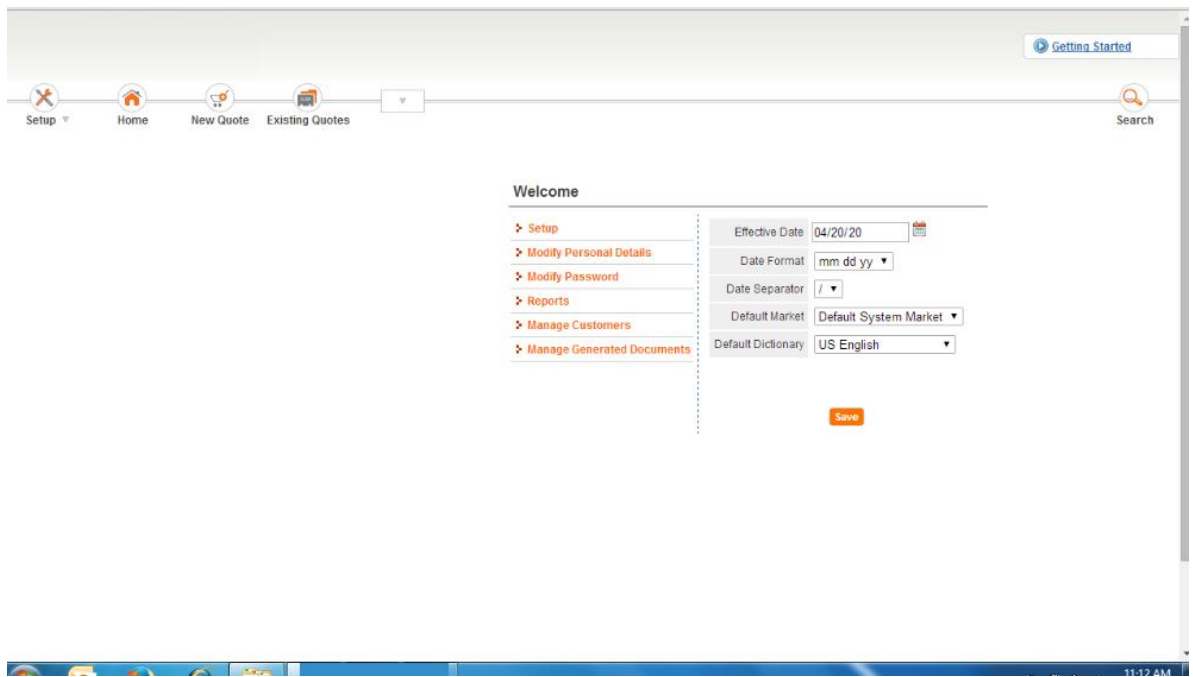 Getting Started
Setup Home New Quote Existing Quotes Search
Welcome
Setup
Modify Personal Details
Modify Password
Reports
Manage Customers
Manage Generated Documents
Effective Date 04/20/20
Date Format mm dd yy
Date Separator /
Default Market Default System Market
Default Dictionary US English
Save
11:12 AM